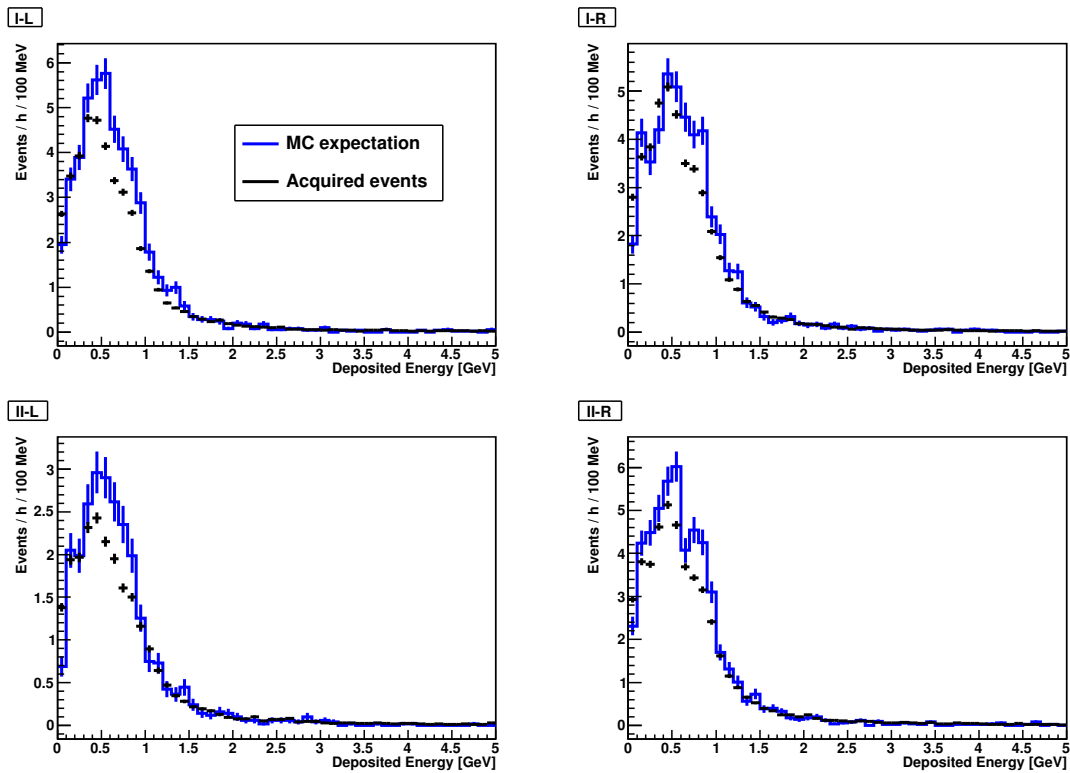 I-L
Events / h / 100 MeV
6
5
4
3
2
1
0
MC expectation
Acquired events
0 0.5 1 1.5 2 2.5 3 3.5 4 4.5 5
Deposited Energy [GeV]
I-R
Events / h / 100 MeV
5
4
3
2
1
0
0 0.5 1 1.5 2 2.5 3 3.5 4 4.5 5
Deposited Energy [GeV]
II-L
Events / h / 100 MeV
3
2.5
2
1.5
1
0.5
0
0 0.5 1 1.5 2 2.5 3 3.5 4 4.5 5
Deposited Energy [GeV]
II-R
Events / h / 100 MeV
6
5
4
3
2
1
0
0 0.5 1 1.5 2 2.5 3 3.5 4 4.5 5
Deposited Energy [GeV]